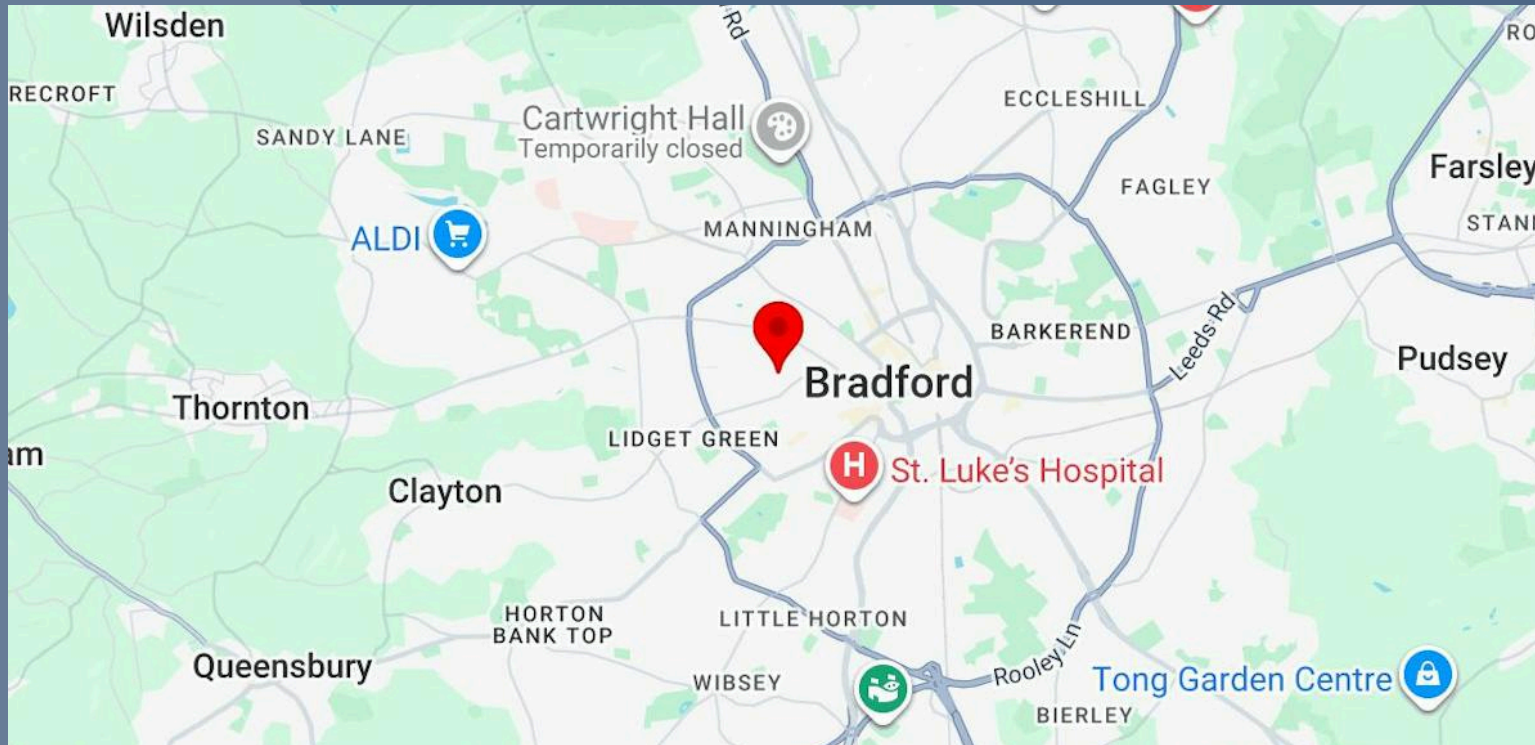 Wilsden
Rd
RO
RECROFT
ECCLESHILL
Cartwright Hall
Temporarily closed
SANDY LANE
Farsley
FAGLEY
STANN
MANNINGHAM
ALDI
Leeds Rd
BARKEREND
Pudsey
Bradford
Thornton
LIDGET GREEN
am
H
St. Luke's Hospital
Clayton
HORTON
BANK TOP
LITTLE HORTON
Queensbury
Rooley Ln
WIBSEY
Tong Garden Centre
BIERLEY